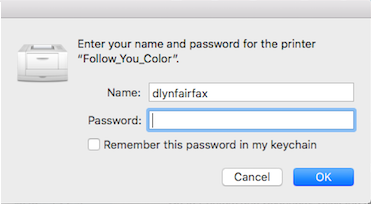 Enter your name and password for the printer
“Follow_You_Color”.
Name: dlynfairfax
Password:
Remember this password in my keychain
Cancel OK